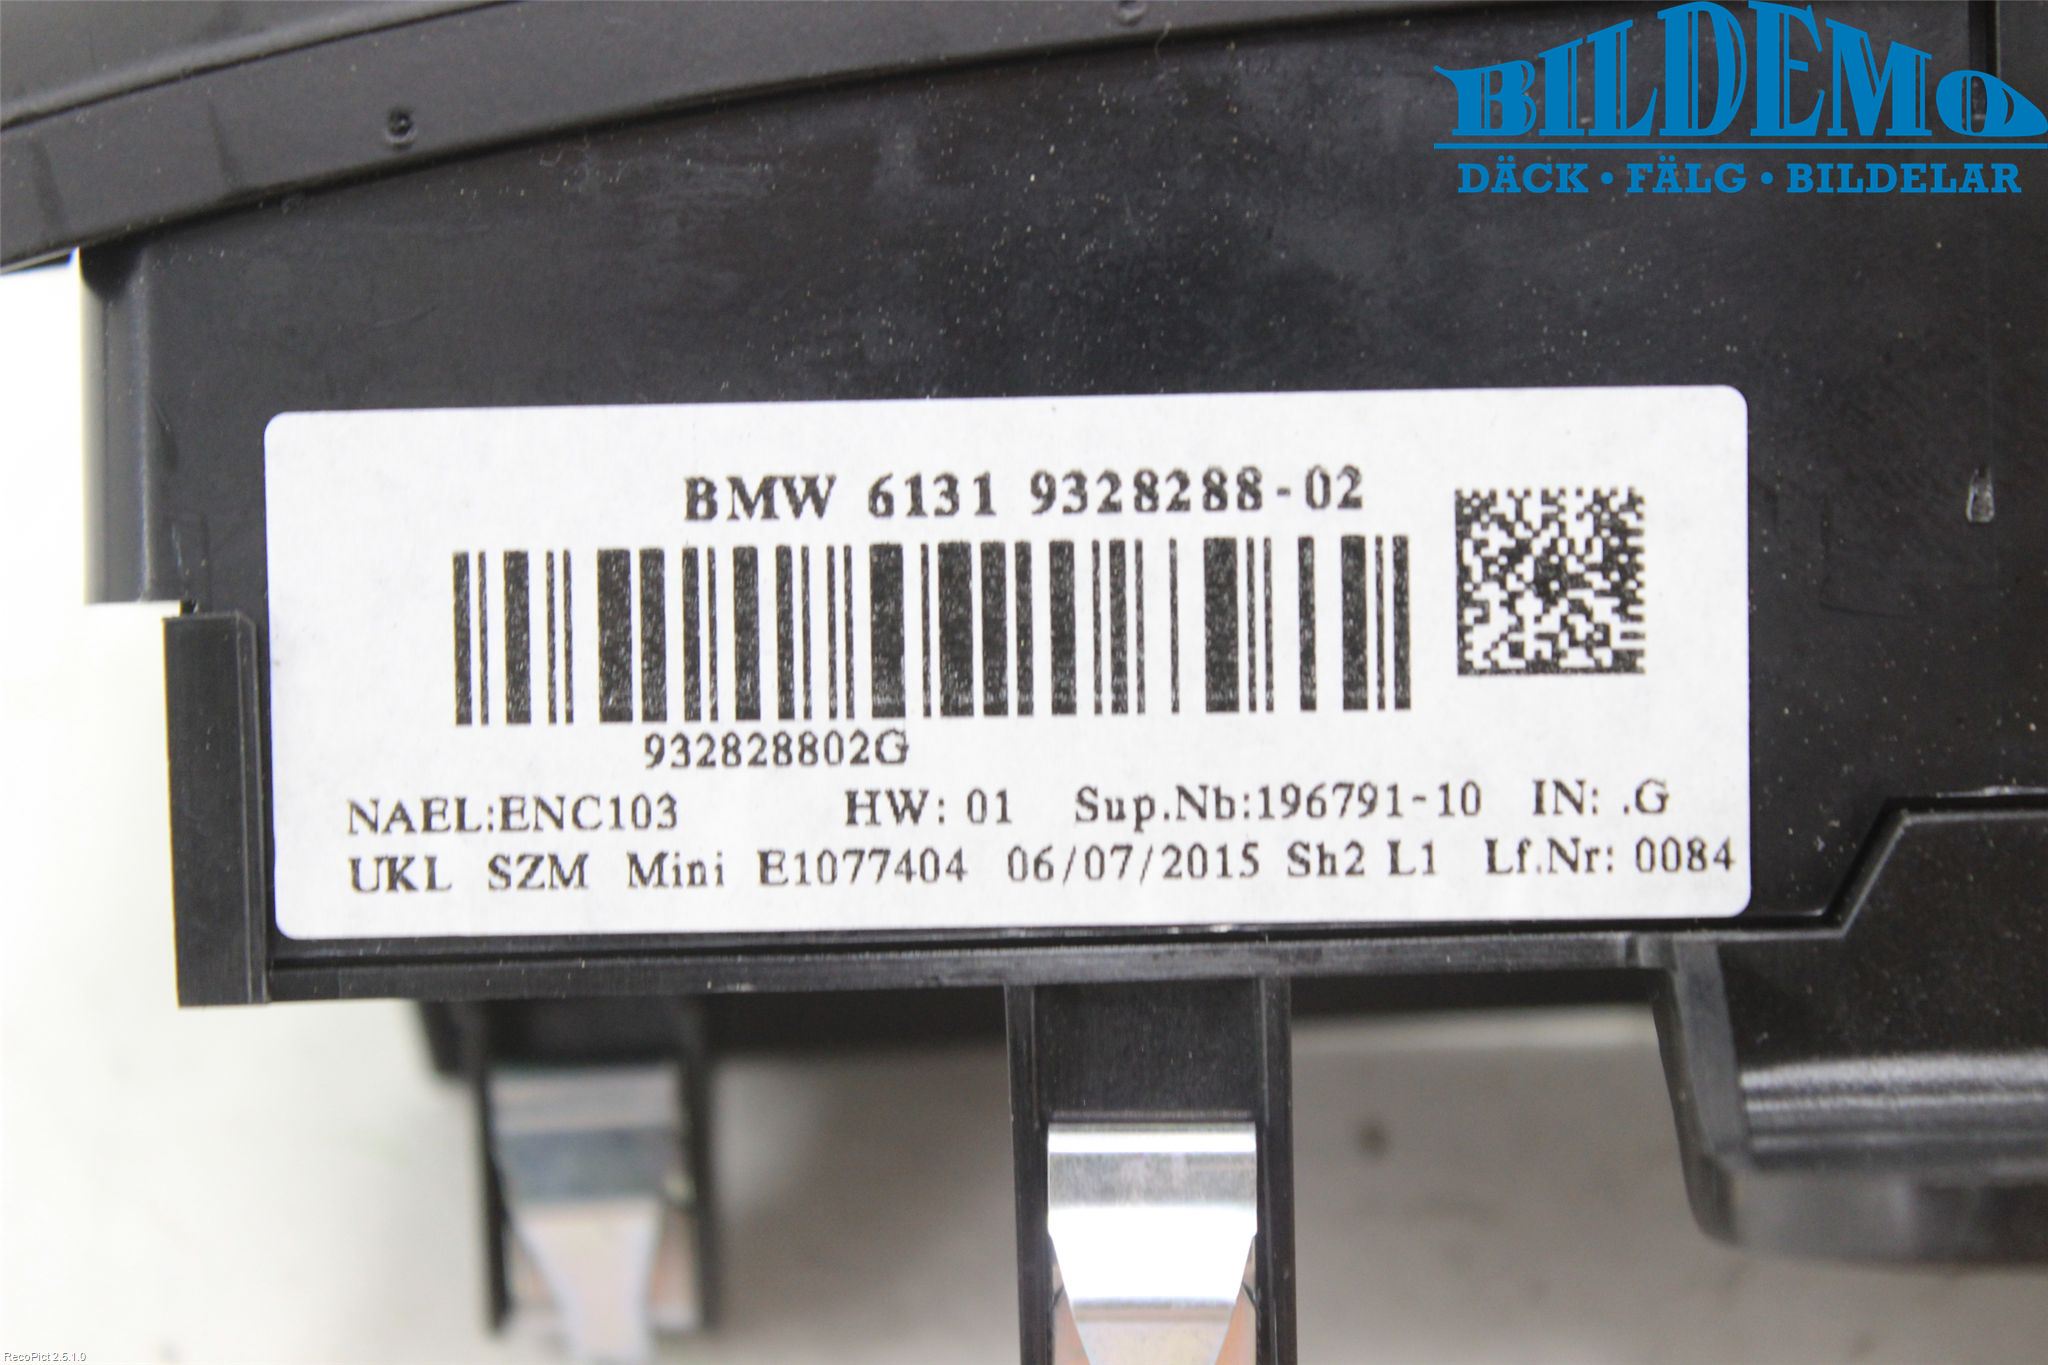 BILDEMO
DÄCK • FÄLG • BILDELAR
BMW 6131 9328288-02
932828802G
NAEL:ENC103 HW: 01 Sup.Nb:196791-10 IN: .G
UKL SZM Mini E1077404 06/07/2015 Sh2 L1 Lf.Nr: 0084
RecoPict 2.5.1.0